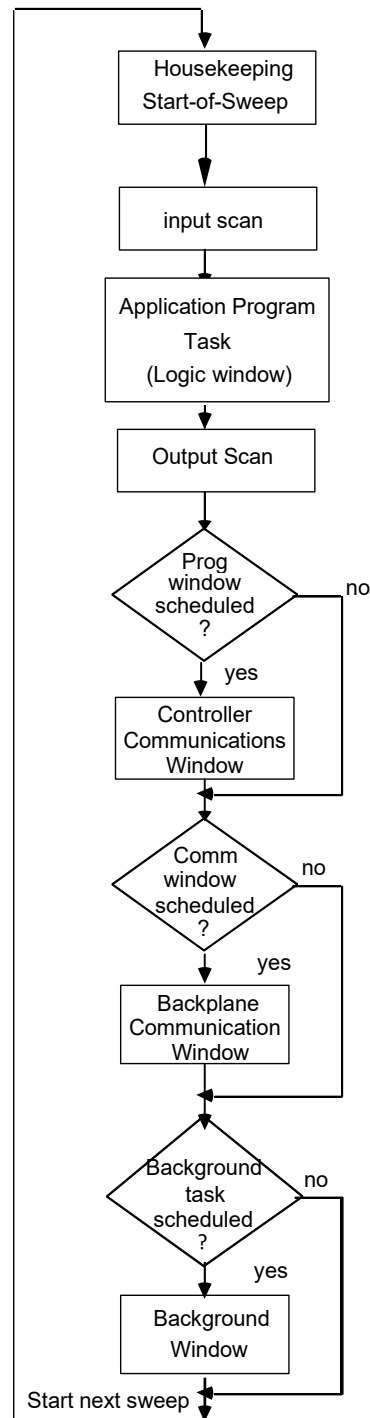 Housekeeping
Start-of-Sweep
input scan
Application Program
Task
(Logic window)
Output Scan
Prog
window
scheduled
?
no
yes
Controller
Communications
Window
Comm
window
scheduled
?
no
yes
Backplane
Communication
Window
Background
task
scheduled
?
no
yes
Background
Window
Start next sweep